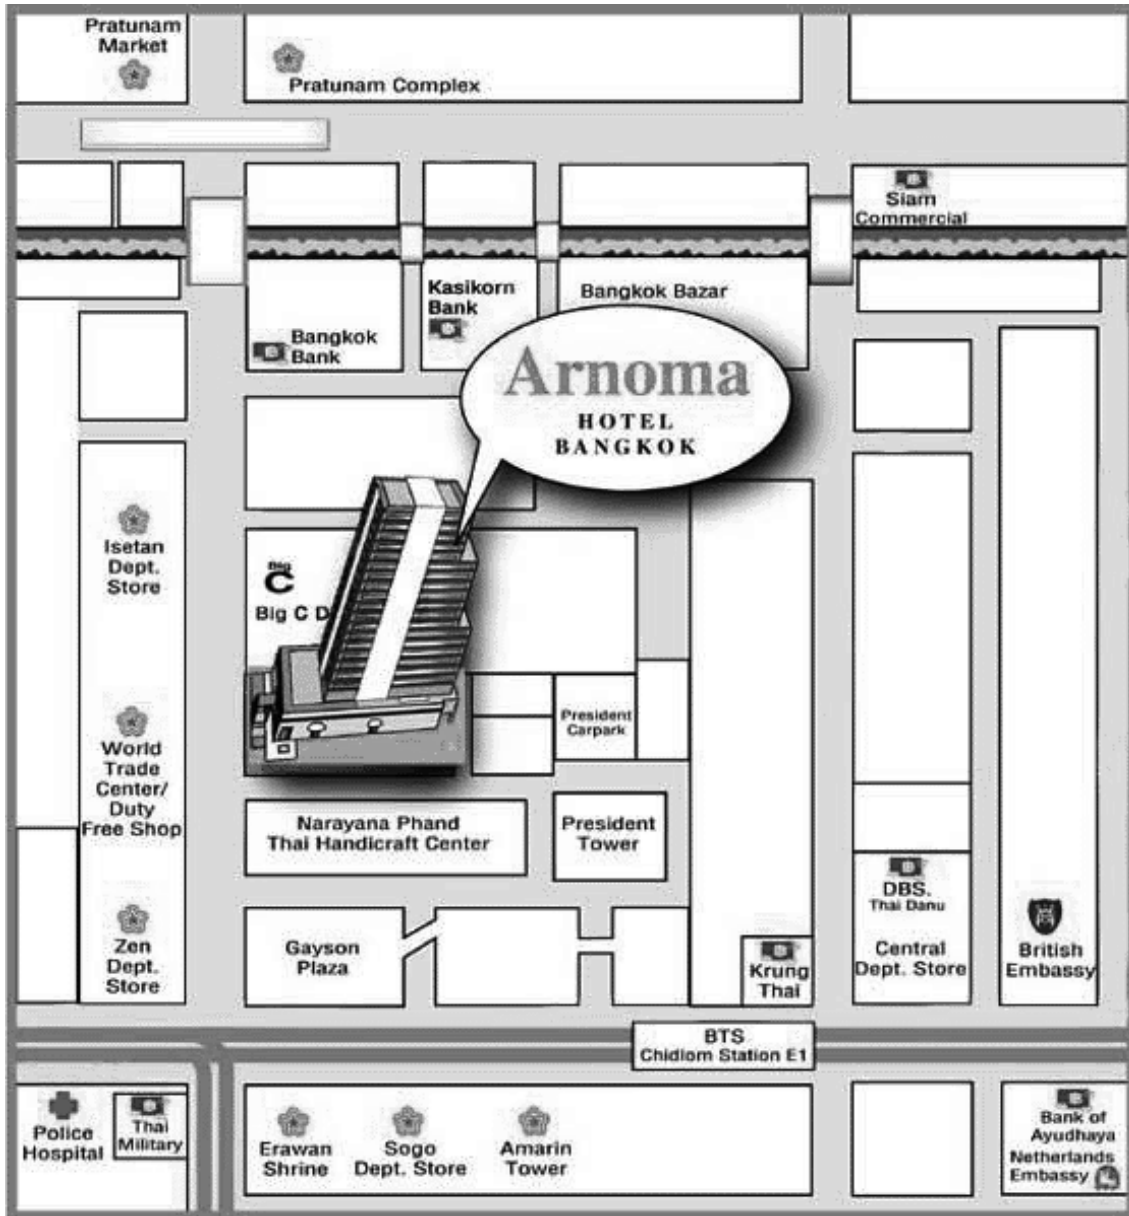 Pratunam
Market
Pratunam Complex
Siam
Commercial
Kasikorn
Bank
Bangkok Bazar
Bangkok
Bank
Arnoma
HOTEL
BANGKOK
Isetan
Dept.
Store
Big
C
Big C D
World
Trade
Center/
Duty
Free Shop
President
Carpark
Narayana Phand
Thai Handicraft Center
President
Tower
Zen
Dept.
Store
Gayson
Plaza
Krung
Thai
DBS.
Thai Danu
Central
Dept. Store
British
Embassy
BTS
Chidlom Station E1
Police
Hospital
Thai
Military
Erawan
Shrine
Sogo
Dept. Store
Amarin
Tower
Bank of
Ayudhaya
Netherlands
Embassy